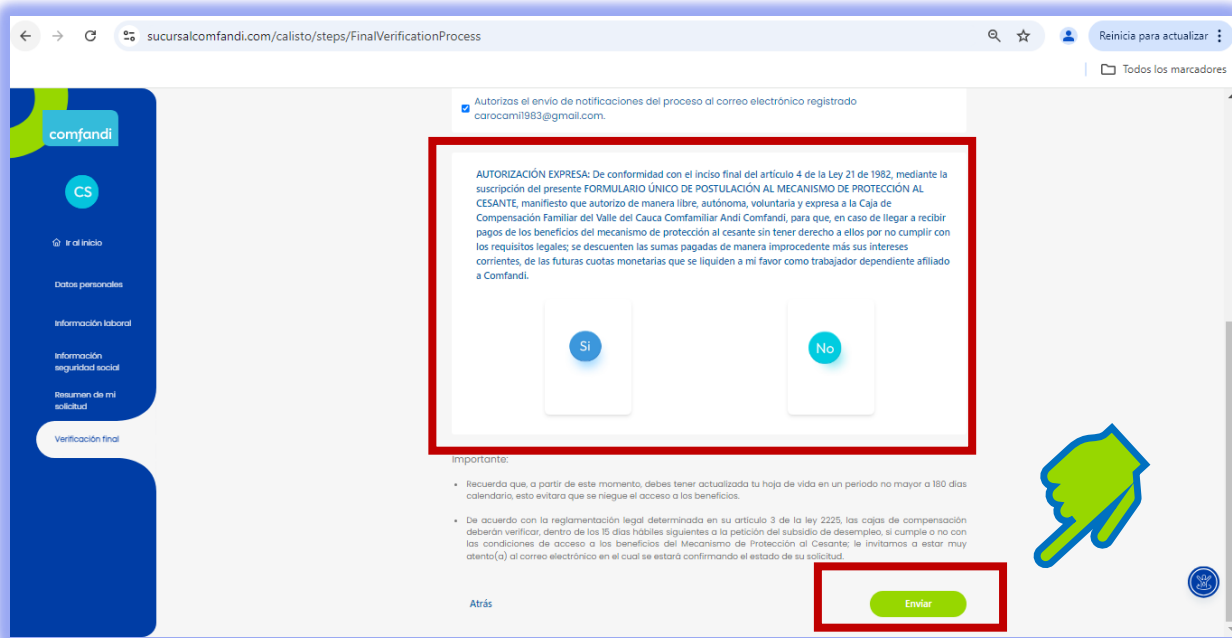 sucursalcomfandi.com/calisto/steps/FinalVerificationProcess
Reinicia para actualizar
Todos los marcadores
comfandi
CS
Ir al inicio
Datos personales
Información laboral
Información
seguridad social
Resumen de mi
solicitud
Verificación final
Autorizas el envío de notificaciones del proceso al correo electrónico registrado
carocami1983@gmail.com.
AUTORIZACIÓN EXPRESA: De conformidad con el inciso final del artículo 4 de la Ley 21 de 1982, mediante la
suscripción del presente FORMULARIO ÚNICO DE POSTULACIÓN AL MECANISMO DE PROTECCIÓN AL
CESANTE, manifiesto que autorizo de manera libre, autónoma, voluntaria y expresa a la Caja de
Compensación Familiar del Valle del Cauca Comfamiliar Andi Comfandi, para que, en caso de llegar a recibir
pagos de los beneficios del mecanismo de protección al cesante sin tener derecho a ellos por no cumplir con
los requisitos legales; se descuenten las sumas pagadas de manera improcedente más sus intereses
corrientes, de las futuras cuotas monetarias que se liquiden a mi favor como trabajador dependiente afiliado
a Comfandi.
Si
No
Importante:
• Recuerda que, a partir de este momento, debes tener actualizada tu hoja de vida en un periodo no mayor a 180 días
calendario, esto evitara que se niegue el acceso a los beneficios.
• De acuerdo con la reglamentación legal determinada en su artículo 3 de la ley 2225, las cajas de compensación
deberán verificar, dentro de los 15 días hábiles siguientes a la petición del subsidio de desempleo, si cumple o no con
las condiciones de acceso a los beneficios del Mecanismo de Protección al Cesante; le invitamos a estar muy
atento(a) al correo electrónico en el cual se estará confirmando el estado de su solicitud.
Atrás
Enviar